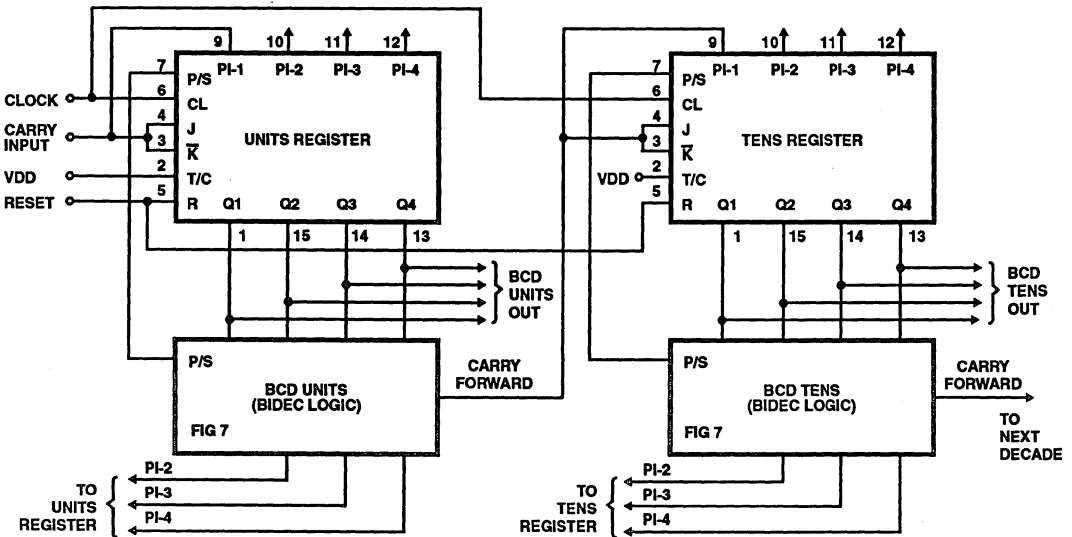 9 10 11 12
PI-1 PI-2 PI-3 PI-4
7 P/S
CLOCK 6 CL
CARRY
INPUT
4 J
UNITS REGISTER
3 K̅
VDD 2 T/C
RESET 5 R
Q1 Q2 Q3 Q4
1 15 14 13
BCD
UNITS
OUT
P/S
BCD UNITS
(BIDEC LOGIC)
FIG 7
CARRY
FORWARD
PI-2
PI-3
PI-4
TO
UNITS
REGISTER
9 10 11 12
PI-1 PI-2 PI-3 PI-4
7 P/S
6 CL
4 J
TENS REGISTER
3 K̅
VDD 2 T/C
5 R
Q1 Q2 Q3 Q4
1 15 14 13
BCD
TENS
OUT
P/S
BCD TENS
(BIDEC LOGIC)
FIG 7
CARRY
FORWARD
TO
NEXT
DECADE
PI-2
PI-3
PI-4
TO
TENS
REGISTER